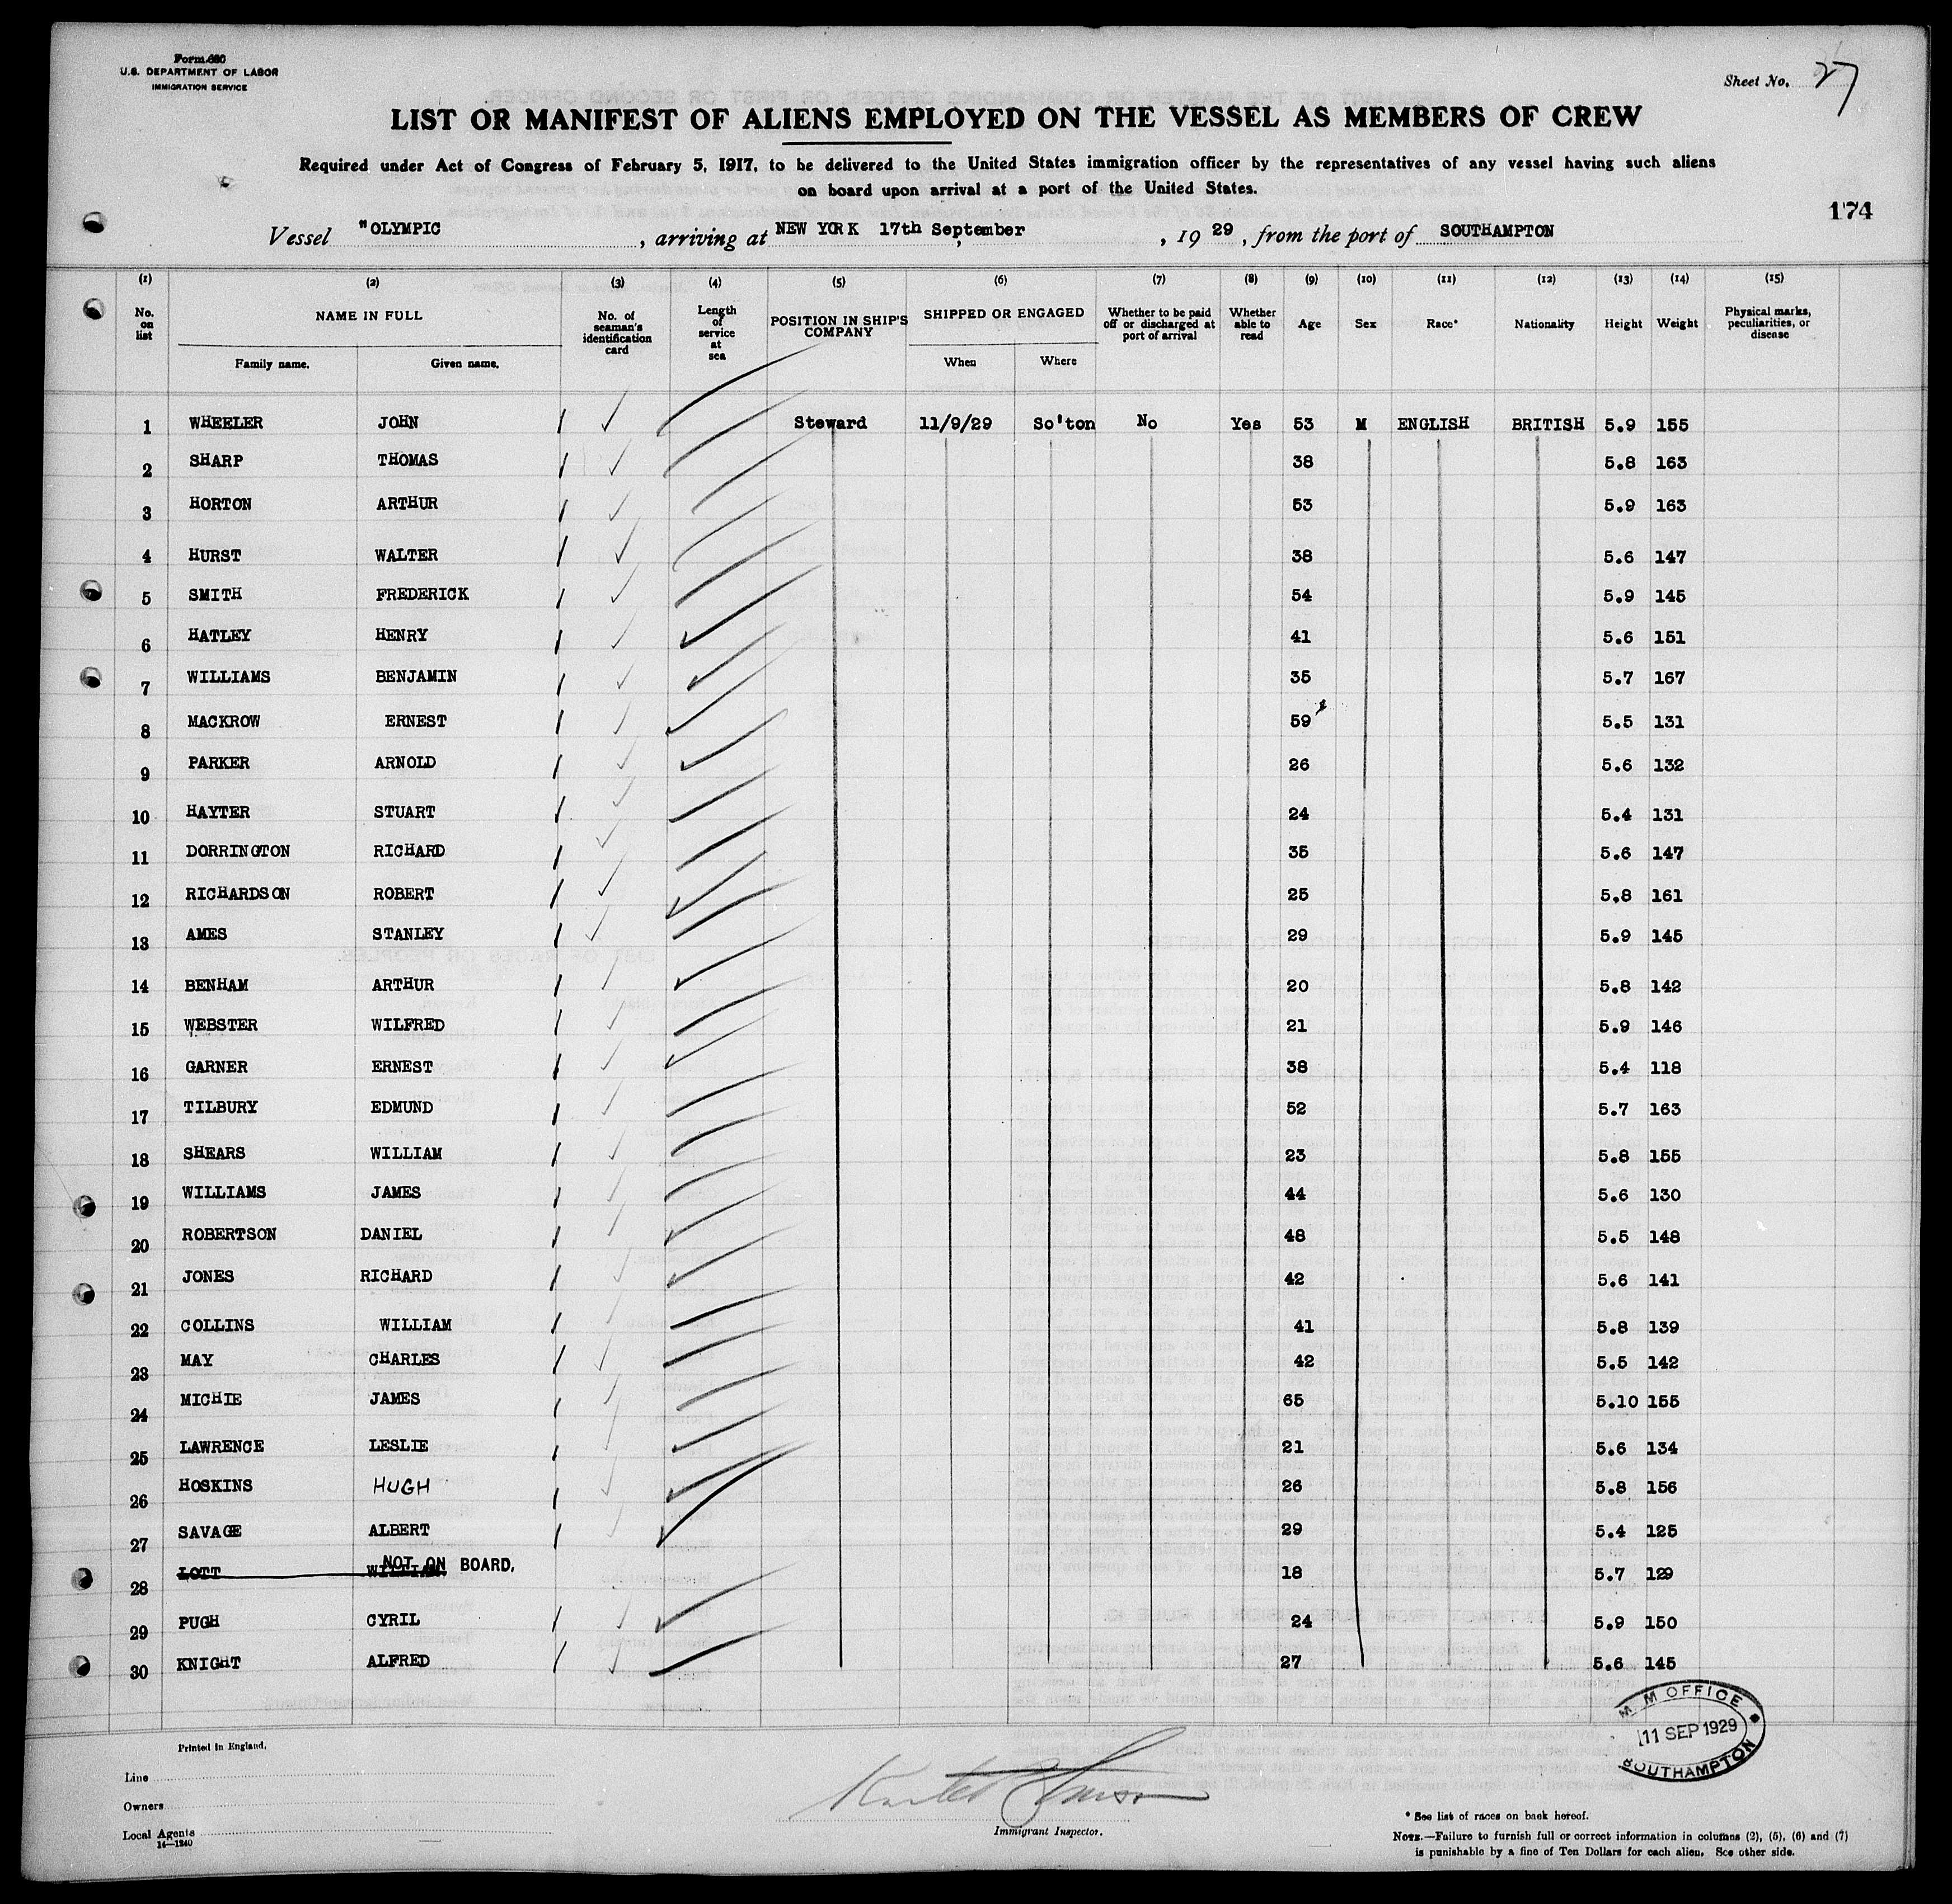 Form 680
U.S. DEPARTMENT OF LABOR
IMMIGRATION SERVICE
Sheet No. 27
LIST OR MANIFEST OF ALIENS EMPLOYED ON THE VESSEL AS MEMBERS OF CREW
Required under Act of Congress of February 5, 1917, to be delivered to the United States immigration officer by the representatives of any vessel having such aliens
on board upon arrival at a port of the United States.
174
Vessel "OLYMPIC, arriving at NEW YORK 17th September, 1929, from the port of SOUTHAMPTON
(1) (2) (3) (4) (5) (6) (7) (8) (9) (10) (11) (12) (13) (14) (15)
No. on list NAME IN FULL Family name. Given name. No. of seaman's identification card Length of service at sea POSITION IN SHIP'S COMPANY SHIPPED OR ENGAGED When Where Whether to be paid off or discharged at port of arrival Whether able to read Age Sex Race* Nationality Height Weight Physical marks, peculiarities, or disease
1 WHEELER JOHN Steward 11/9/29 So'ton No Yes 53 M ENGLISH BRITISH 5.9 155
2 SHARP THOMAS 38 5.8 163
3 HORTON ARTHUR 53 5.9 163
4 HURST WALTER 38 5.6 147
5 SMITH FREDERICK 54 5.9 145
6 HATLEY HENRY 41 5.6 151
7 WILLIAMS BENJAMIN 35 5.7 167
8 MACKROW ERNEST 59 5.5 131
9 PARKER ARNOLD 26 5.6 132
10 HAYTER STUART 24 5.4 131
11 DORRINGTON RICHARD 35 5.6 147
12 RICHARDSON ROBERT 25 5.8 161
13 AMES STANLEY 29 5.9 145
14 BENHAM ARTHUR 20 5.8 142
15 WEBSTER WILFRED 21 5.9 146
16 GARNER ERNEST 38 5.4 118
17 TILBURY EDMUND 52 5.7 163
18 SHEARS WILLIAM 23 5.8 155
19 WILLIAMS JAMES 44 5.6 130
20 ROBERTSON DANIEL 48 5.5 148
21 JONES RICHARD 42 5.6 141
22 COLLINS WILLIAM 41 5.8 139
23 MAY CHARLES 42 5.5 142
24 MICHIE JAMES 65 5.10 155
25 LAWRENCE LESLIE 21 5.6 134
26 HOSKINS HUGH 26 5.8 156
27 SAVAGE ALBERT 29 5.4 125
28 LOTT WILLIAM NOT ON BOARD. 18 5.7 129
29 PUGH CYRIL 24 5.9 150
30 KNIGHT ALFRED 27 5.6 145
M M OFFICE
11 SEP 1929
SOUTHAMPTON
Printed in England.
Line
Owners
Local Agents
14—1240
Immigrant Inspector.
* See list of races on back hereof.
NOTE.—Failure to furnish full or correct information in columns (2), (5), (6) and (7)
is punishable by a fine of Ten Dollars for each alien. See other side.